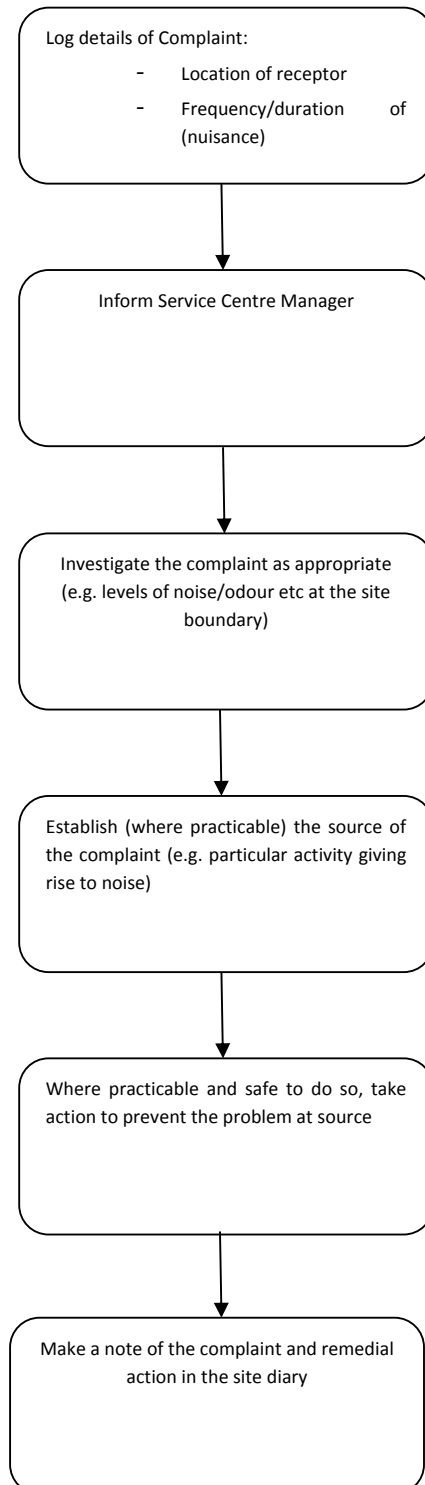 Log details of Complaint:
- Location of receptor
- Frequency/duration of
(nuisance)
Inform Service Centre Manager
Investigate the complaint as appropriate
(e.g. levels of noise/odour etc at the site
boundary)
Establish (where practicable) the source of
the complaint (e.g. particular activity giving
rise to noise)
Where practicable and safe to do so, take
action to prevent the problem at source
Make a note of the complaint and remedial
action in the site diary